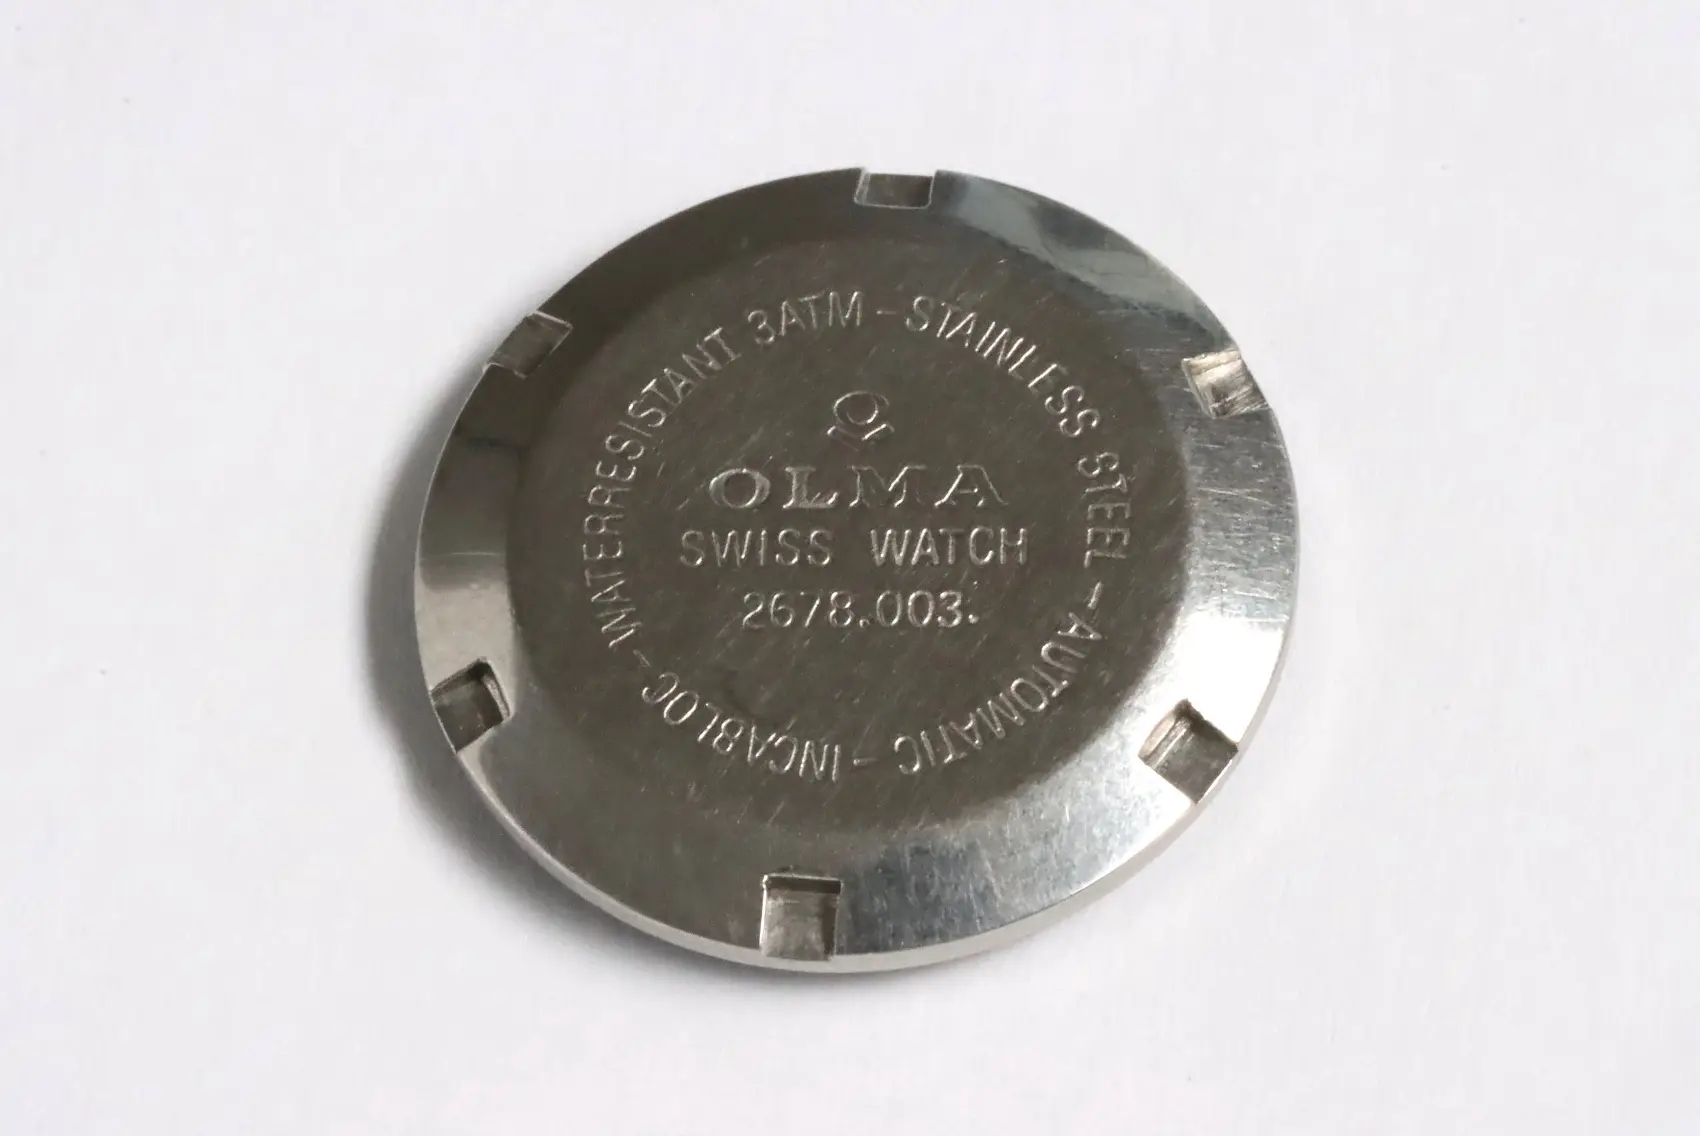 WATERRESISTANT 3ATM - STAINLESS STEEL - AUTOMATIC - INCABLOC -
OLMA
SWISS WATCH
2678.003.